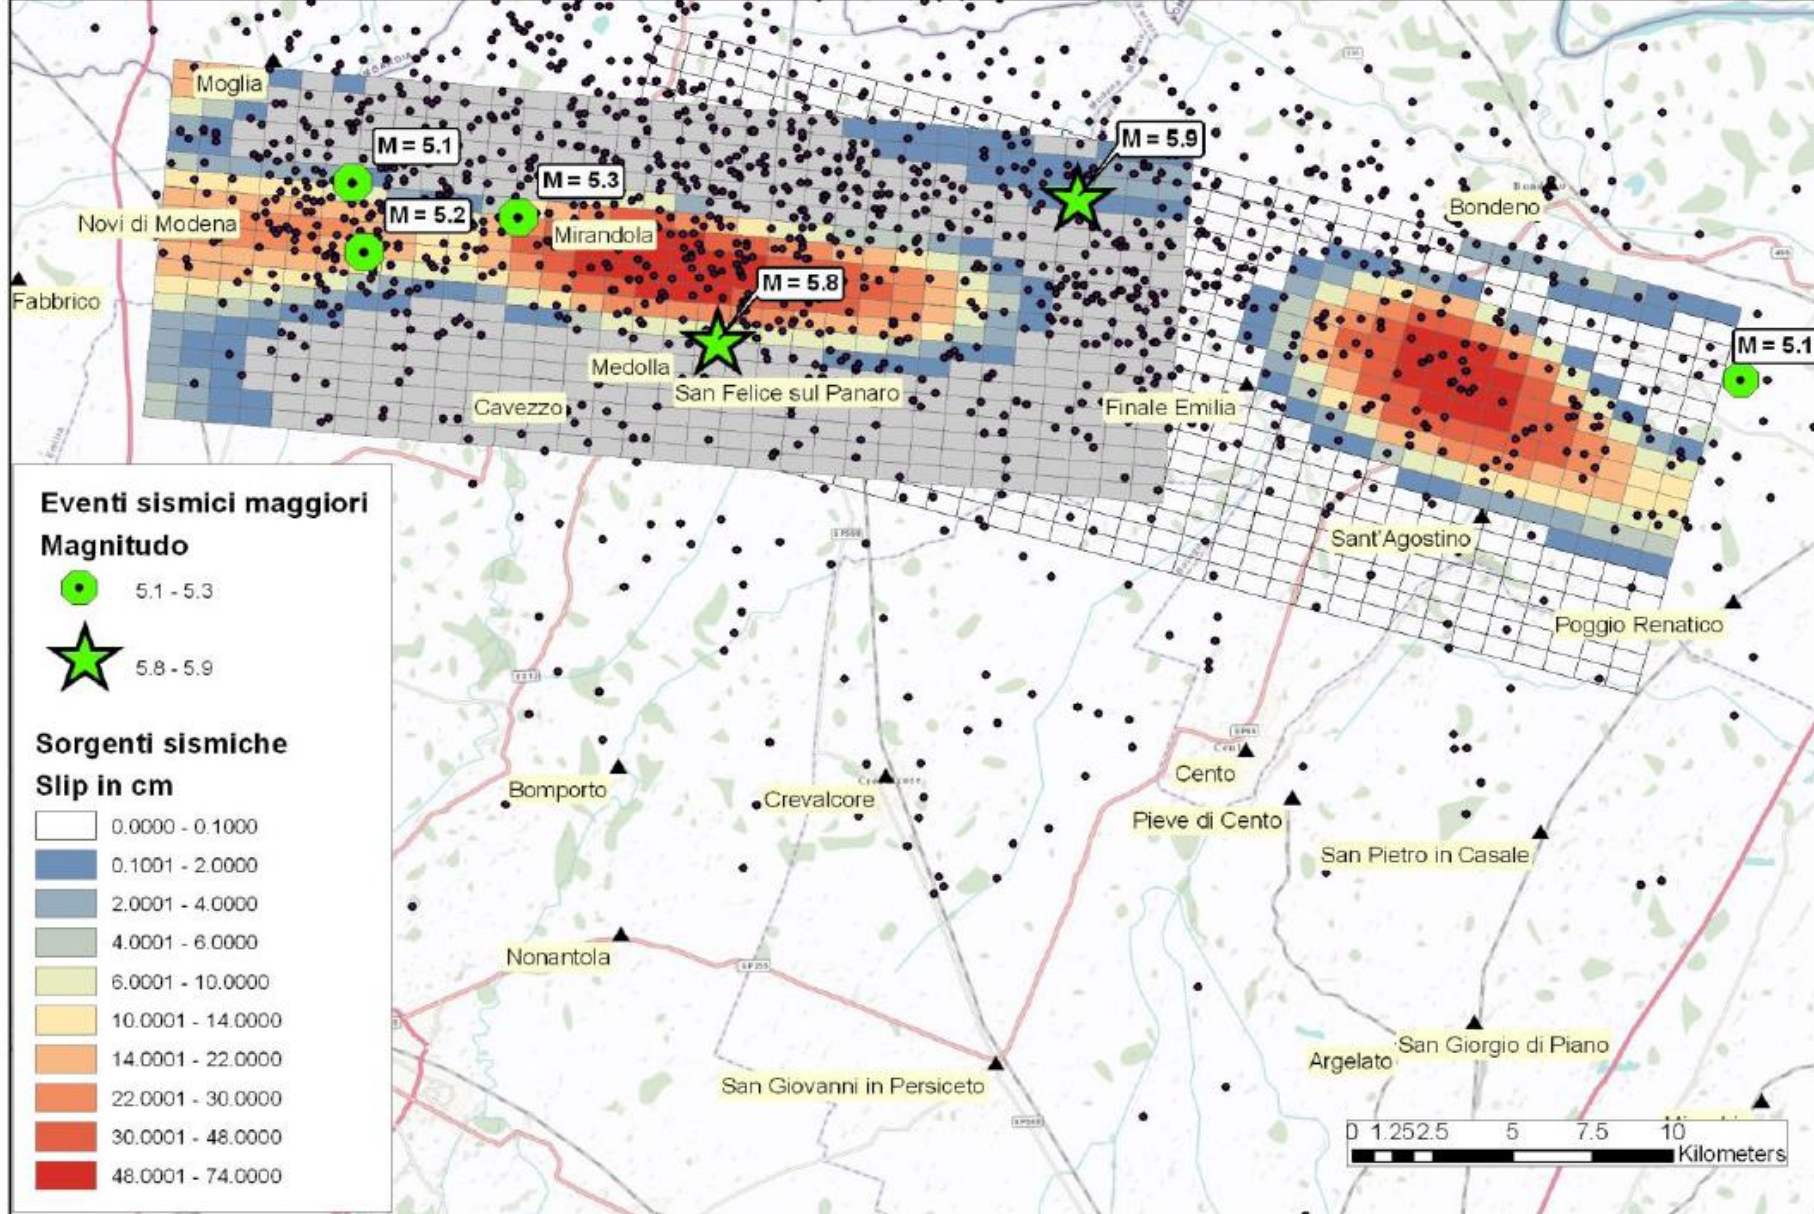 Moglia
M = 5.1
M = 5.3
M = 5.9
M = 5.2
Novi di Modena
Mirandola
Bondeno
M = 5.8
Fabbrico
M = 5.1
Medolla
San Felice sul Panaro
Cavezzo
Finale Emilia
Sant'Agostino
Poggio Renatico
Bomporto
Crevalcore
Cento
Pieve di Cento
San Pietro in Casale
Nonantola
San Giovanni in Persiceto
Argelato
San Giorgio di Piano
Eventi sismici maggiori
Magnitudo
5.1 - 5.3
5.8 - 5.9
Sorgenti sismiche
Slip in cm
0.0000 - 0.1000
0.1001 - 2.0000
2.0001 - 4.0000
4.0001 - 6.0000
6.0001 - 10.0000
10.0001 - 14.0000
14.0001 - 22.0000
22.0001 - 30.0000
30.0001 - 48.0000
48.0001 - 74.0000
0 1.25 2.5 5 7.5 10
Kilometers